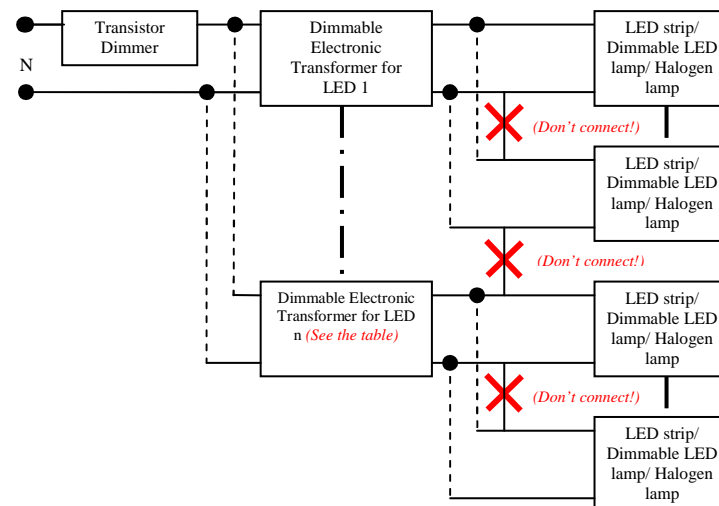 Transistor
Dimmer
N
Dimmable
Electronic
Transformer for
LED 1
LED strip/
Dimmable LED
lamp/ Halogen
lamp
(Don't connect!)
LED strip/
Dimmable LED
lamp/ Halogen
lamp
(Don't connect!)
Dimmable Electronic
Transformer for LED
n (See the table)
LED strip/
Dimmable LED
lamp/ Halogen
lamp
(Don't connect!)
LED strip/
Dimmable LED
lamp/ Halogen
lamp